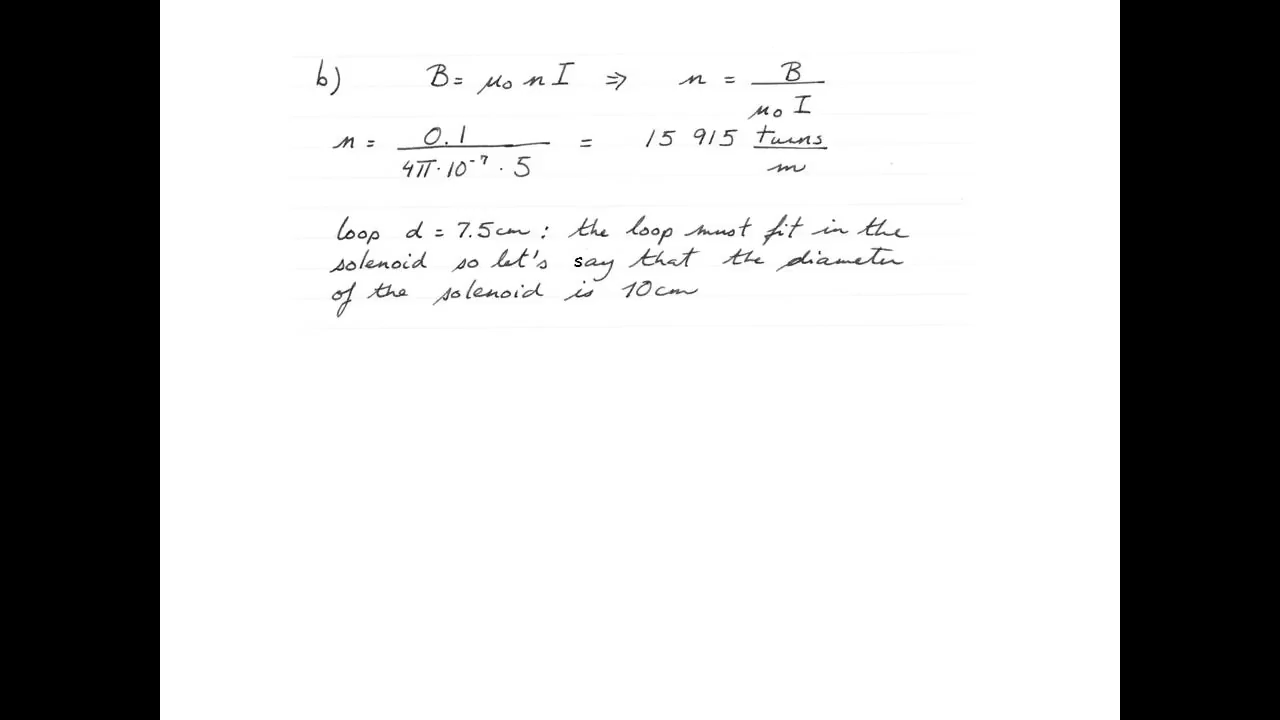 b) B = μ₀ n I ⇒ n = B / μ₀ I
n = 0.1 / 4π·10⁻⁷ · 5 = 15 915 turns / m
loop d = 7.5cm : the loop must fit in the
solenoid so let's say that the diameter
of the solenoid is 10cm